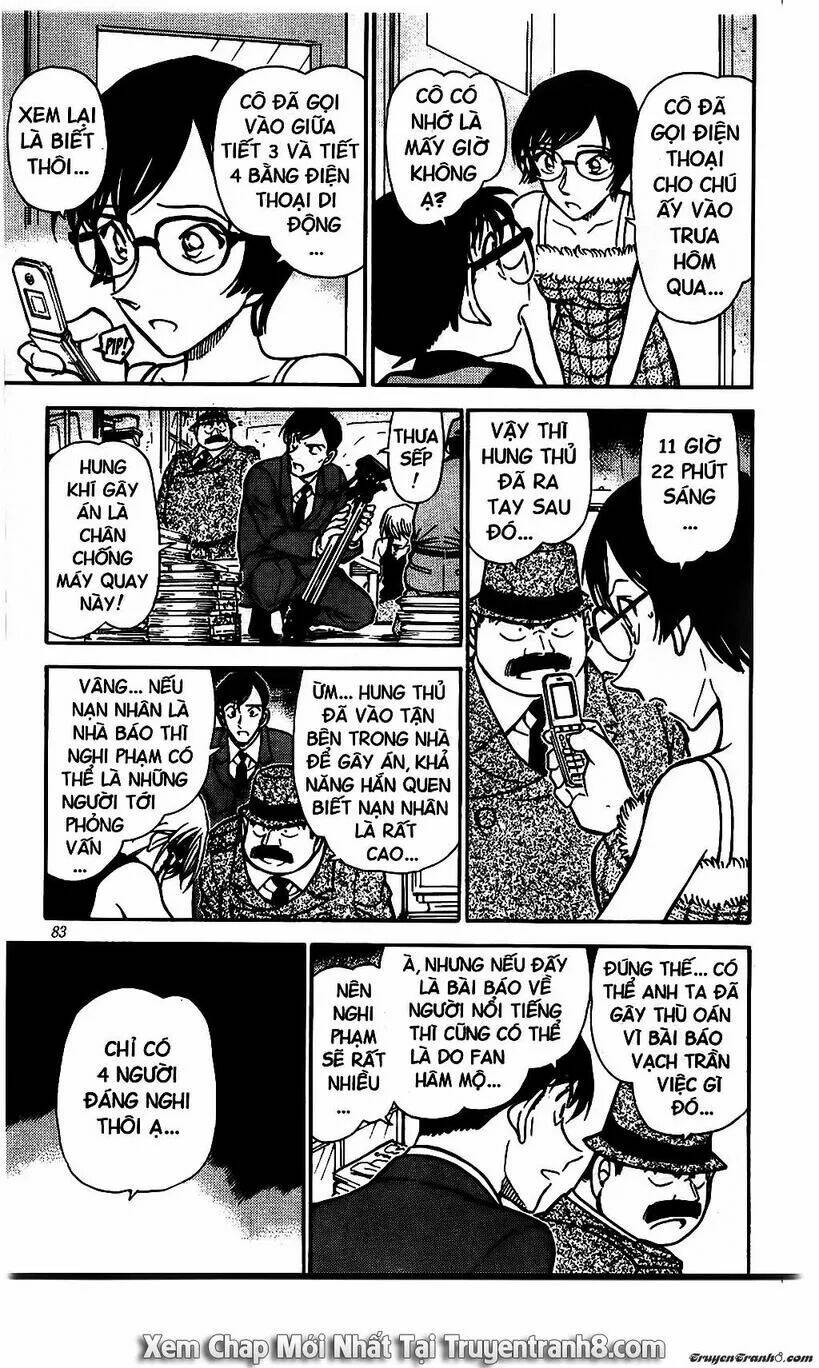 CÔ ĐÃ
GỌI ĐIỆN
THOẠI
CHO CHÚ
ẤY VÀO
TRƯA
HÔM
QUA...
CÔ CÓ
NHỚ LÀ
MẤY GIỜ
KHÔNG
Ạ?
CÔ ĐÃ GỌI
VÀO GIỮA
TIẾT 3 VÀ TIẾT
4 BẰNG ĐIỆN
THOẠI DI
ĐỘNG
...
XEM LẠI
LÀ BIẾT
THÔI...
PIP!
11 GIỜ
22 PHÚT
SÁNG
...
VẬY THÌ
HUNG THỦ
ĐÃ RA
TAY SAU
ĐÓ...
THƯA
SẾP
!
HUNG
KHÍ GÂY
ÁN LÀ
CHÂN
CHỐNG
MÁY QUAY
NÀY!
ỪM... HUNG THỦ
ĐÃ VÀO TẬN
BÊN TRONG NHÀ
ĐỂ GÂY ÁN, KHẢ
NĂNG HẮN QUEN
BIẾT NẠN NHÂN
LÀ RẤT
CAO...
VÂNG... NẾU
NẠN NHÂN LÀ
NHÀ BÁO THÌ
NGHI PHẠM CÓ
THỂ LÀ NHỮNG
NGƯỜI TỚI
PHỎNG
VẤN
...
83
ĐÚNG THẾ... CÓ
THỂ ANH TA ĐÃ
GÂY THÙ OÁN
VÌ BÀI BÁO
VẠCH TRẦN
VIỆC GÌ
ĐÓ...
À, NHƯNG NẾU ĐẤY
LÀ BÀI BÁO VỀ
NGƯỜI NỔI TIẾNG
THÌ CŨNG CÓ THỂ
LÀ DO FAN
HÂM MỘ...
NÊN
NGHI
PHẠM
SẼ RẤT
NHIỀU
...
CHỈ CÓ
4 NGƯỜI
ĐÁNG NGHI
THÔI Ạ...
Xem Chap Mới Nhất Tại Truyentranh8.com
TruyenTranh8.com